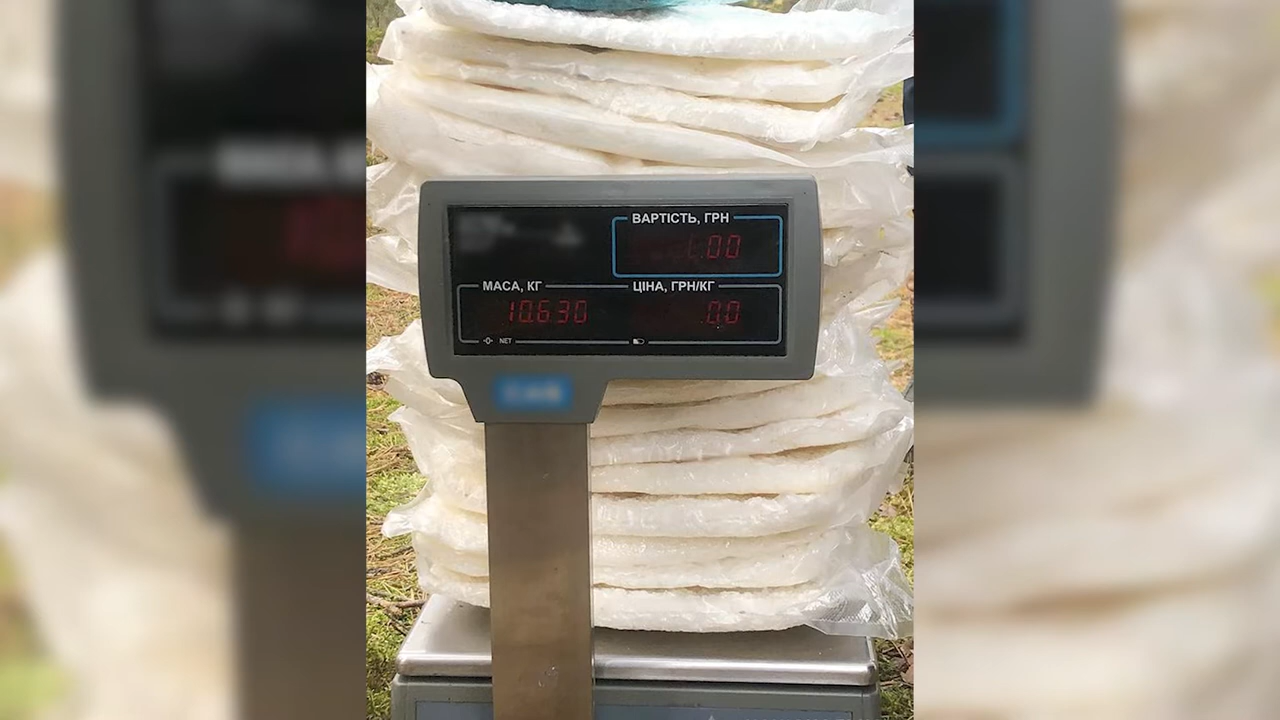 ВАРТІСТЬ, ГРН
.00
МАСА, КГ
ЦІНА, ГРН/КГ
10.630
.00
NET